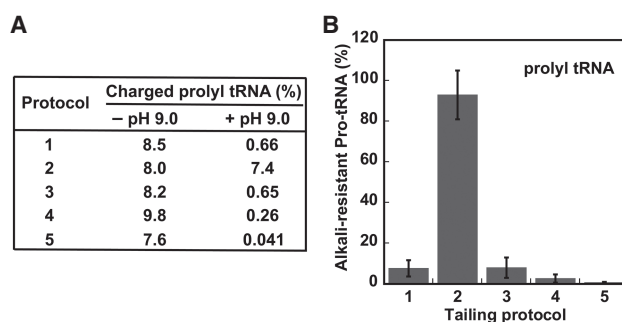 A
Protocol
Charged prolyl tRNA (%)
– pH 9.0 + pH 9.0
1 8.5 0.66
2 8.0 7.4
3 8.2 0.65
4 9.8 0.26
5 7.6 0.041
B
Alkali-resistant Pro-tRNA (%)
120
100
80
60
40
20
0
prolyl tRNA
1 2 3 4 5
Tailing protocol